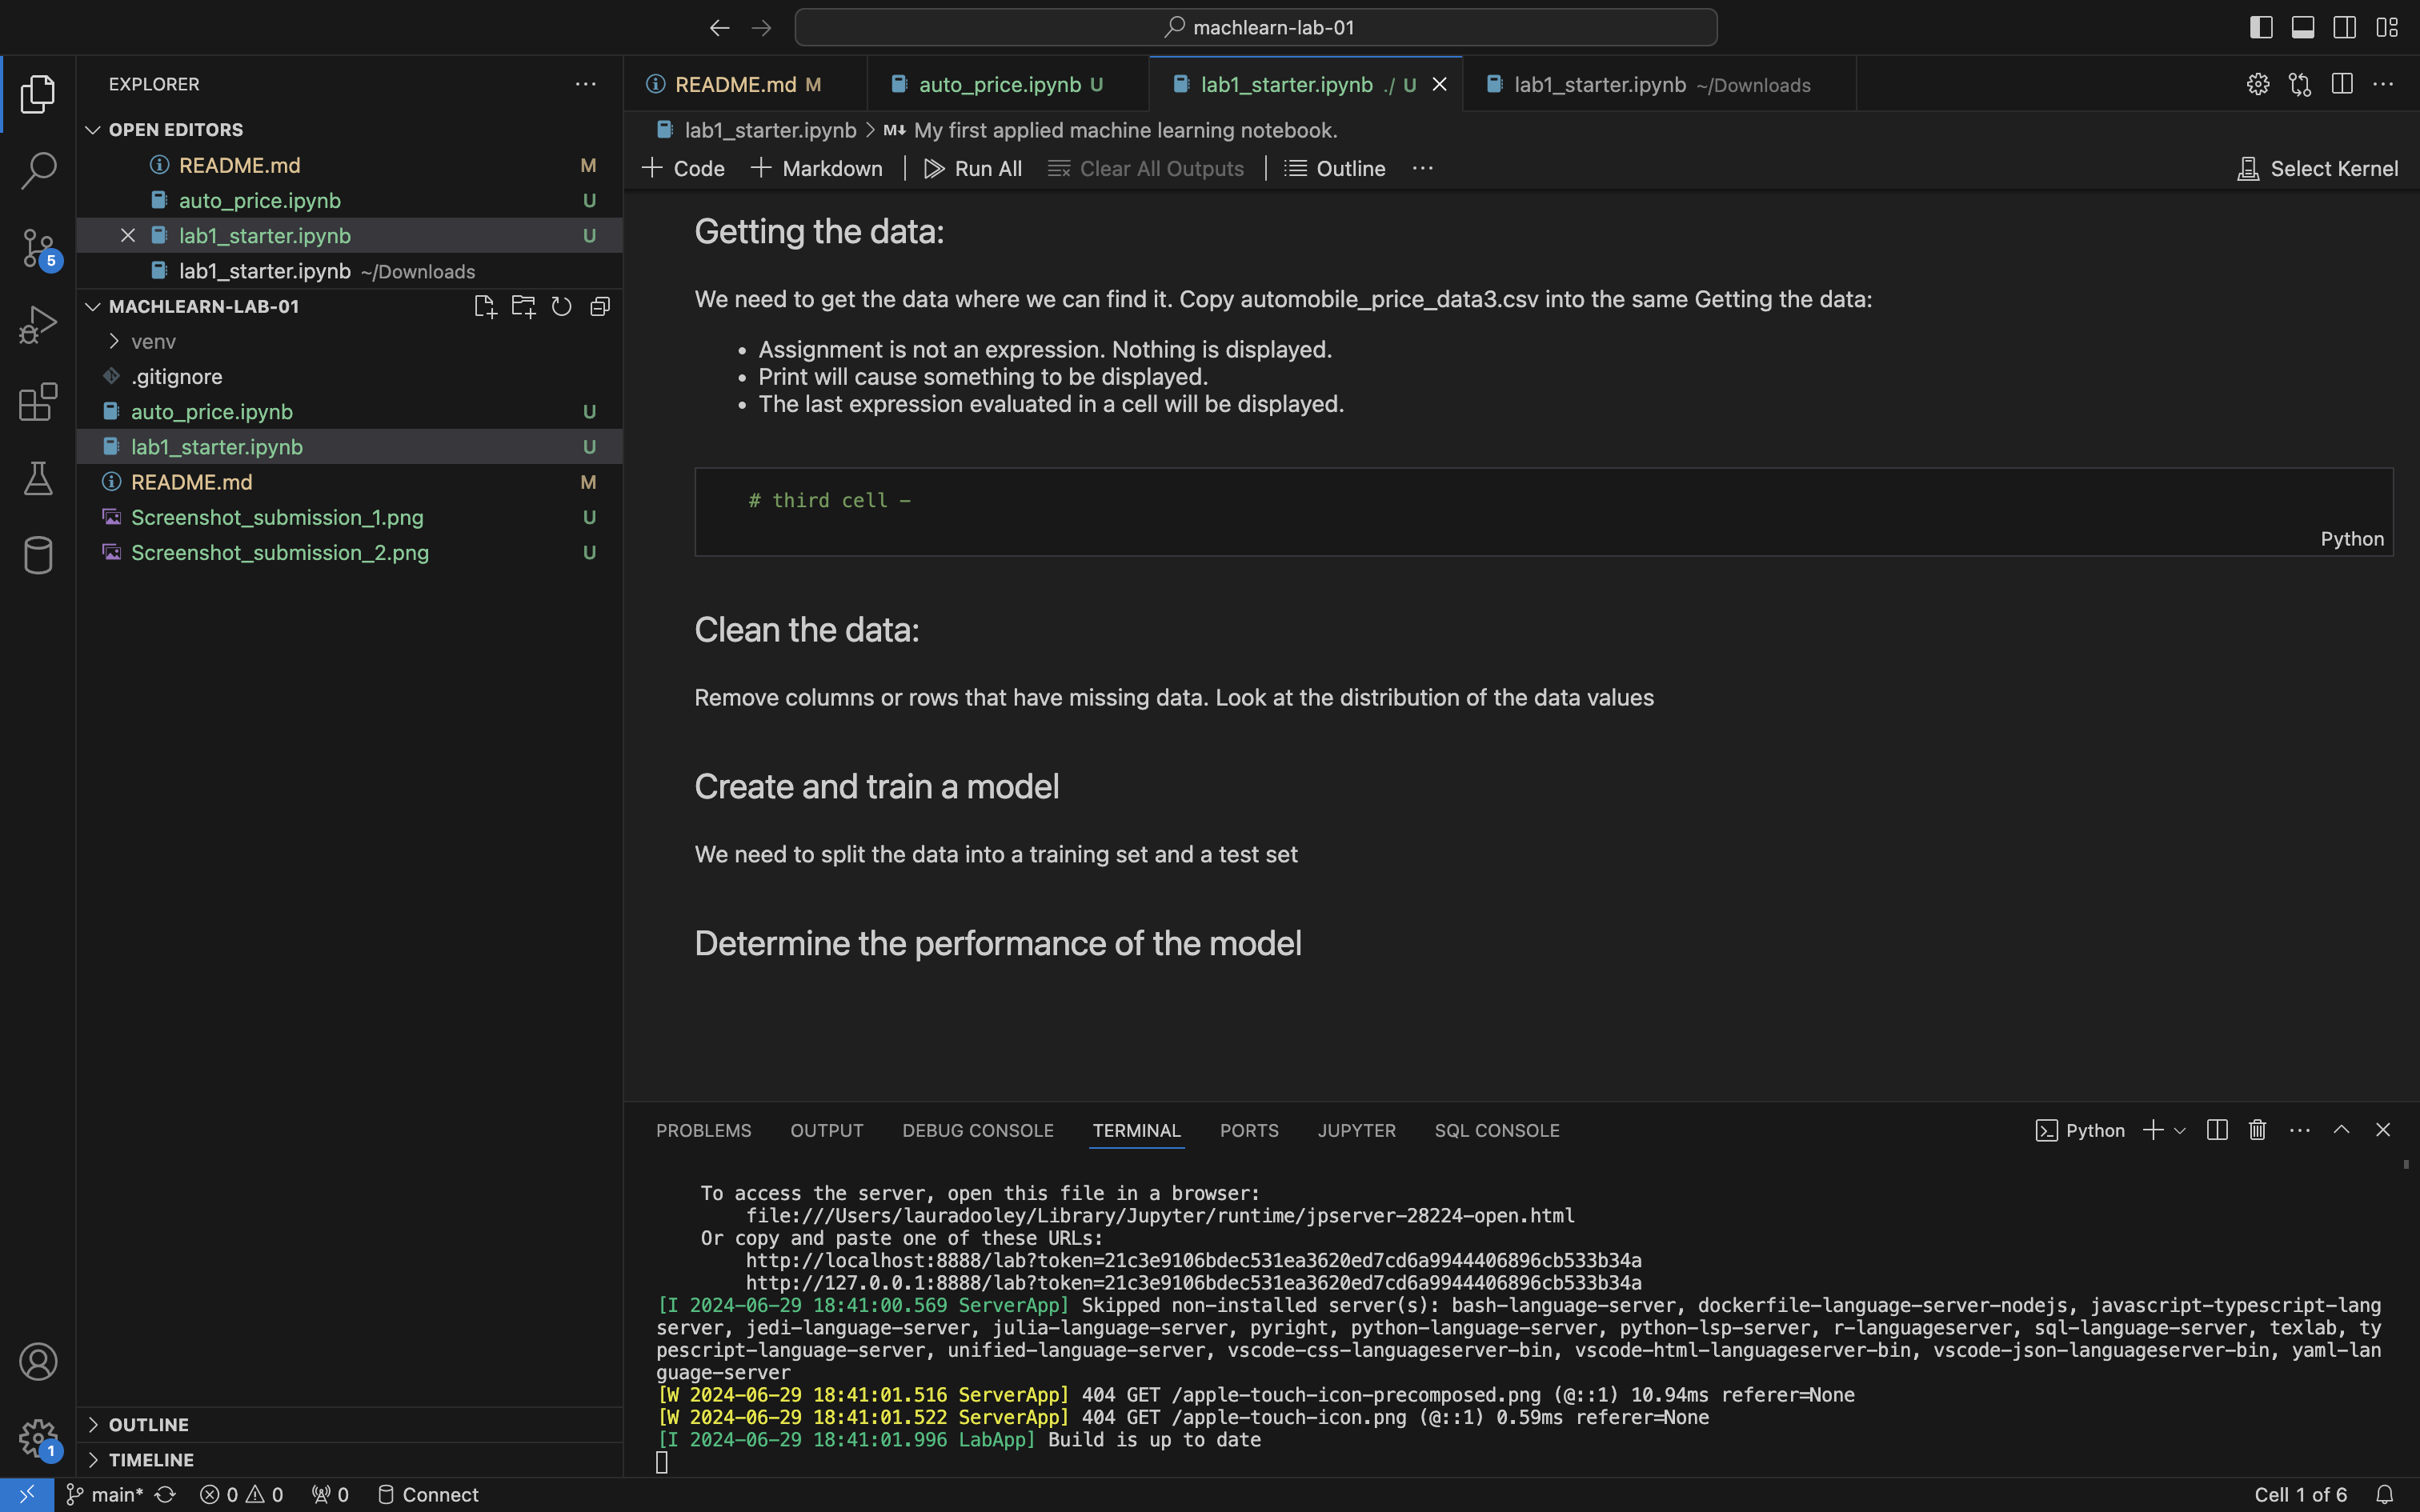 machlearn-lab-01
EXPLORER
OPEN EDITORS
README.md M
auto_price.ipynb U
lab1_starter.ipynb U
lab1_starter.ipynb ~/Downloads
MACHLEARN-LAB-01
venv
.gitignore
auto_price.ipynb U
lab1_starter.ipynb U
README.md M
Screenshot_submission_1.png U
Screenshot_submission_2.png U
OUTLINE
TIMELINE
5
1
README.md M
auto_price.ipynb U
lab1_starter.ipynb ./ U
lab1_starter.ipynb ~/Downloads
lab1_starter.ipynb > M↓ My first applied machine learning notebook.
+ Code + Markdown | Run All Clear All Outputs | Outline ... Select Kernel
Getting the data:
We need to get the data where we can find it. Copy automobile_price_data3.csv into the same Getting the data:
• Assignment is not an expression. Nothing is displayed.
• Print will cause something to be displayed.
• The last expression evaluated in a cell will be displayed.
# third cell -
Python
Clean the data:
Remove columns or rows that have missing data. Look at the distribution of the data values
Create and train a model
We need to split the data into a training set and a test set
Determine the performance of the model
PROBLEMS OUTPUT DEBUG CONSOLE TERMINAL PORTS JUPYTER SQL CONSOLE Python
To access the server, open this file in a browser:
file:///Users/lauradooley/Library/Jupyter/runtime/jpserver-28224-open.html
Or copy and paste one of these URLs:
http://localhost:8888/lab?token=21c3e9106bdec531ea3620ed7cd6a9944406896cb533b34a
http://127.0.0.1:8888/lab?token=21c3e9106bdec531ea3620ed7cd6a9944406896cb533b34a
[I 2024-06-29 18:41:00.569 ServerApp] Skipped non-installed server(s): bash-language-server, dockerfile-language-server-nodejs, javascript-typescript-lang
server, jedi-language-server, julia-language-server, pyright, python-language-server, python-lsp-server, r-languageserver, sql-language-server, texlab, ty
pescript-language-server, unified-language-server, vscode-css-languageserver-bin, vscode-html-languageserver-bin, vscode-json-languageserver-bin, yaml-lan
guage-server
[W 2024-06-29 18:41:01.516 ServerApp] 404 GET /apple-touch-icon-precomposed.png (@::1) 10.94ms referer=None
[W 2024-06-29 18:41:01.522 ServerApp] 404 GET /apple-touch-icon.png (@::1) 0.59ms referer=None
[I 2024-06-29 18:41:01.996 LabApp] Build is up to date
main* 0 0 0 Connect Cell 1 of 6